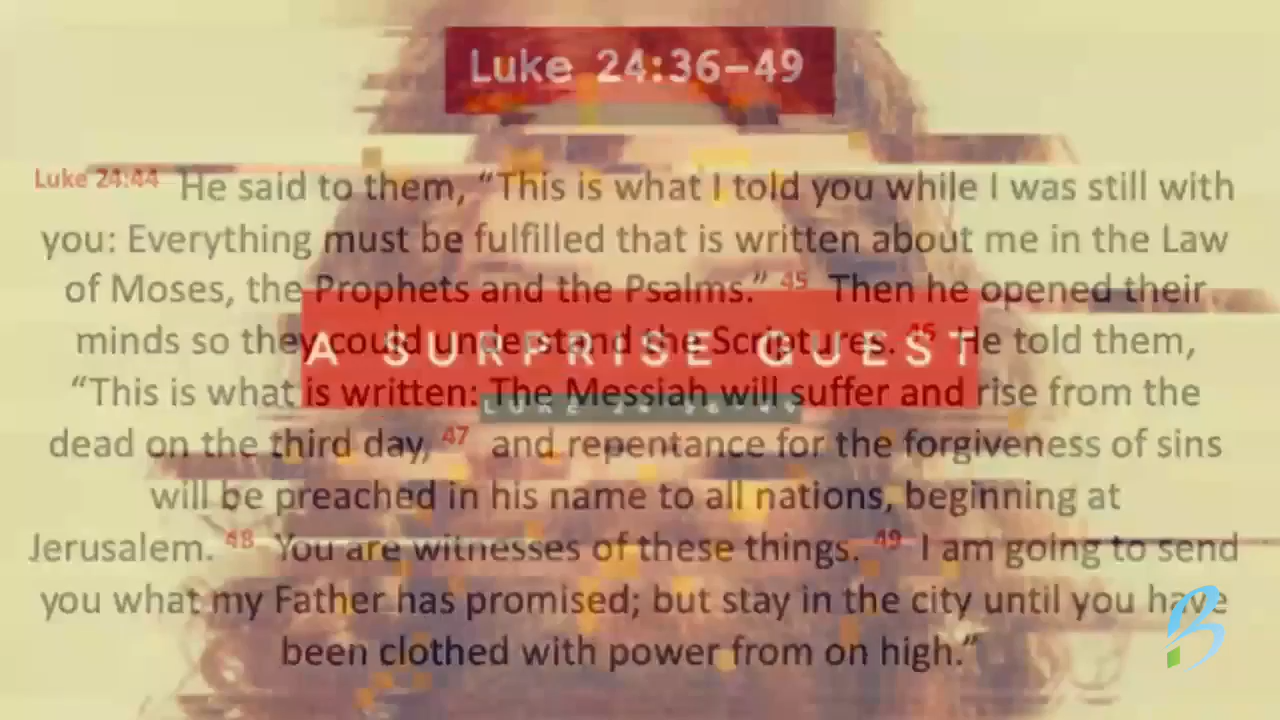 Luke 24:36-49
Luke 24:44 He said to them, “This is what I told you while I was still with
you: Everything must be fulfilled that is written about me in the Law
of Moses, the Prophets and the Psalms.” 45 Then he opened their
minds so they could understand the Scriptures. 46 He told them,
A SURPRISE GUEST
“This is what is written: The Messiah will suffer and rise from the
LUKE 24:36-49
dead on the third day, 47 and repentance for the forgiveness of sins
will be preached in his name to all nations, beginning at
Jerusalem. 48 You are witnesses of these things. 49 I am going to send
you what my Father has promised; but stay in the city until you have
been clothed with power from on high.”
B